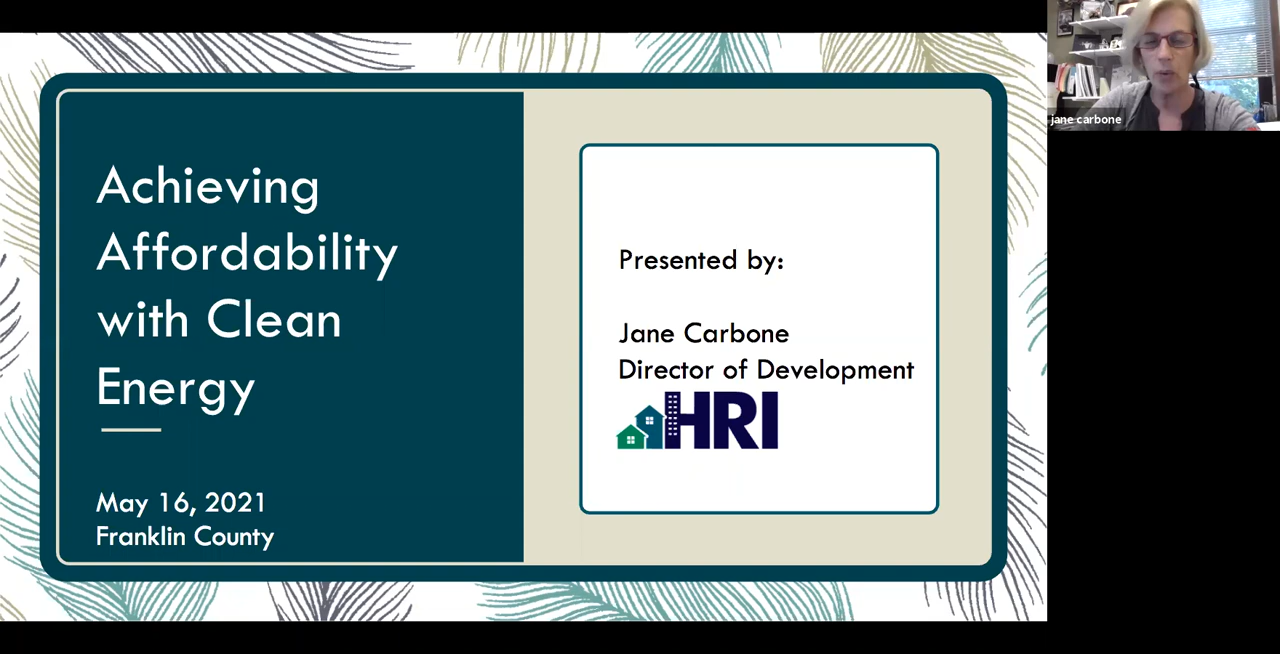 Achieving
Affordability
with Clean
Energy
May 16, 2021
Franklin County
Presented by:
Jane Carbone
Director of Development
HRI
jane carbone